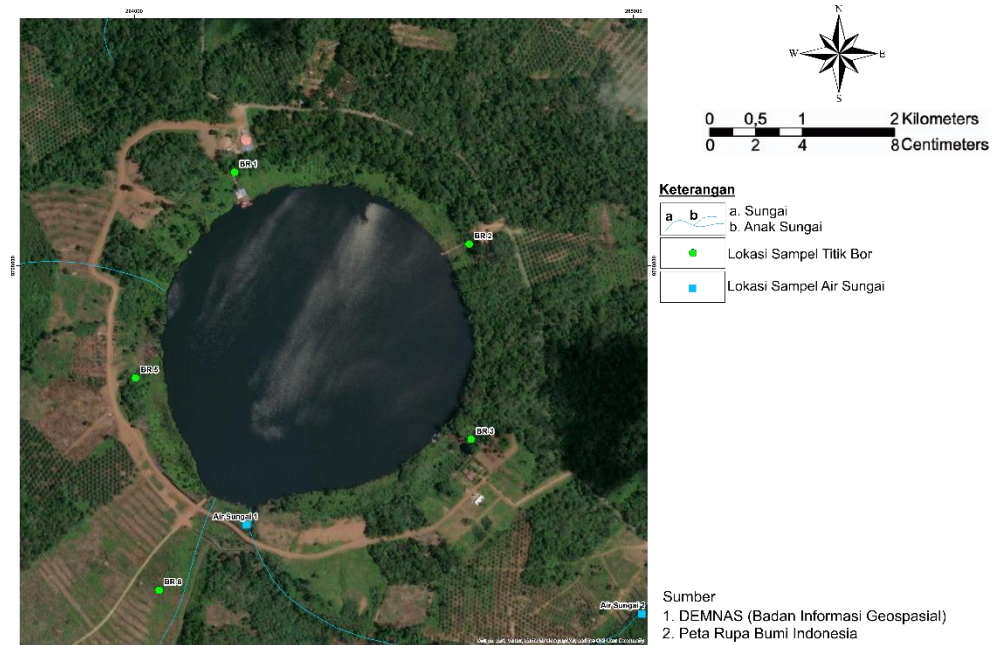 284000
285000
N
W
E
S
0 0,5 1 2 Kilometers
0 2 4 8 Centimeters
BR 1
BR 2
BR 5
BR 3
Air Sungai 1
BR 6
Air Sungai 2
Keterangan
a b a. Sungai
b. Anak Sungai
Lokasi Sampel Titik Bor
Lokasi Sampel Air Sungai
Sumber
1. DEMNAS (Badan Informasi Geospasial)
2. Peta Rupa Bumi Indonesia